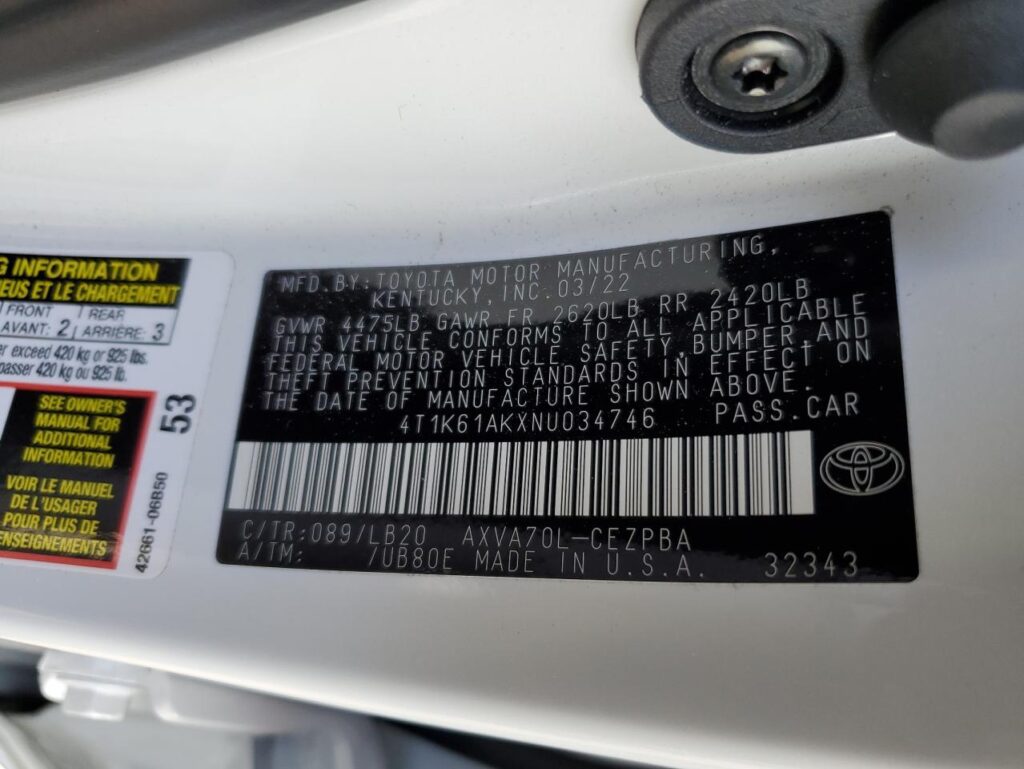 G INFORMATION
NEUS ET LE CHARGEMENT
FRONT REAR
AVANT: 2 ARRIÈRE: 3
er exceed 420 kg or 925 lbs.
passer 420 kg ou 925 lb.
SEE OWNER'S
MANUAL FOR
ADDITIONAL
INFORMATION
VOIR LE MANUEL
DE L'USAGER
POUR PLUS DE
ENSEIGNEMENTS
53
42661-06B50
MFD. BY: TOYOTA MOTOR MANUFACTURING,
KENTUCKY, INC. 03/22
GVWR 4475LB GAWR FR 2620LB RR 2420LB
THIS VEHICLE CONFORMS TO ALL APPLICABLE
FEDERAL MOTOR VEHICLE SAFETY, BUMPER, AND
THEFT PREVENTION STANDARDS IN EFFECT ON
THE DATE OF MANUFACTURE SHOWN ABOVE.
4T1K61AKXNU034746 PASS.CAR
C/TR:089/LB20 AXVA70L-CEZPBA
A/TM: /UB80E MADE IN U.S.A. 32343